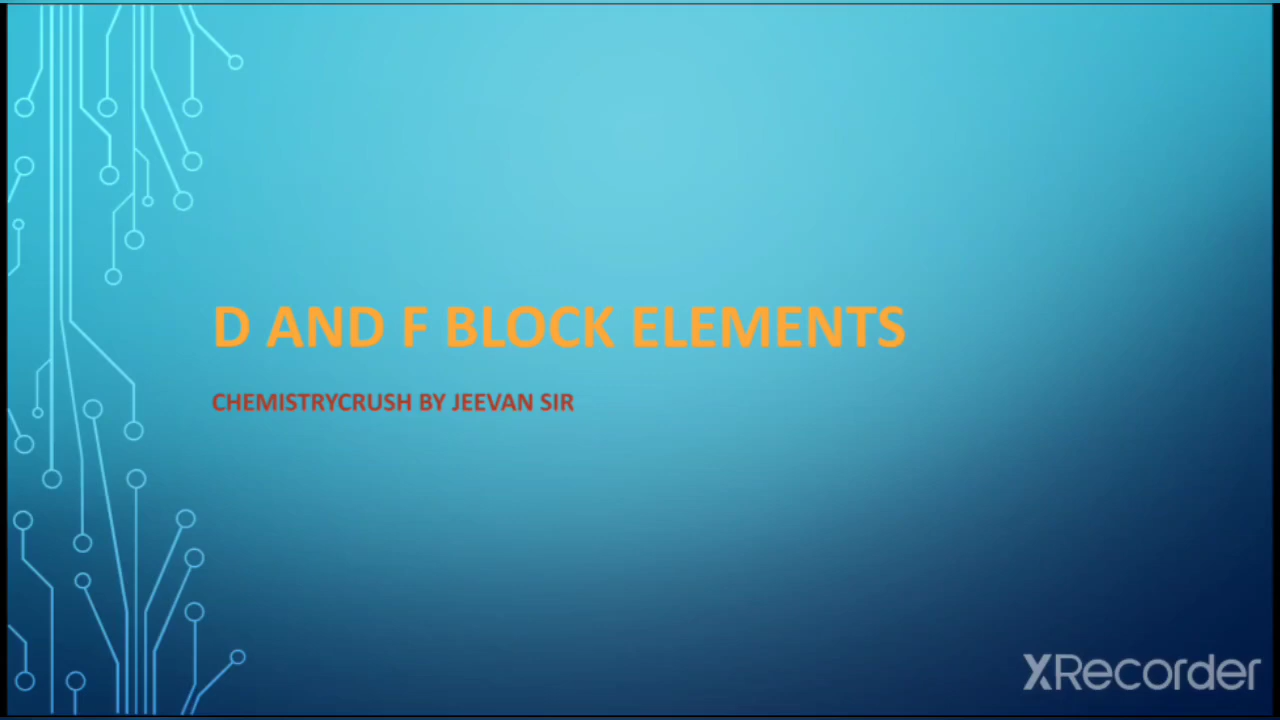 D AND F BLOCK ELEMENTS
CHEMISTRYCRUSH BY JEEVAN SIR
XRecorder